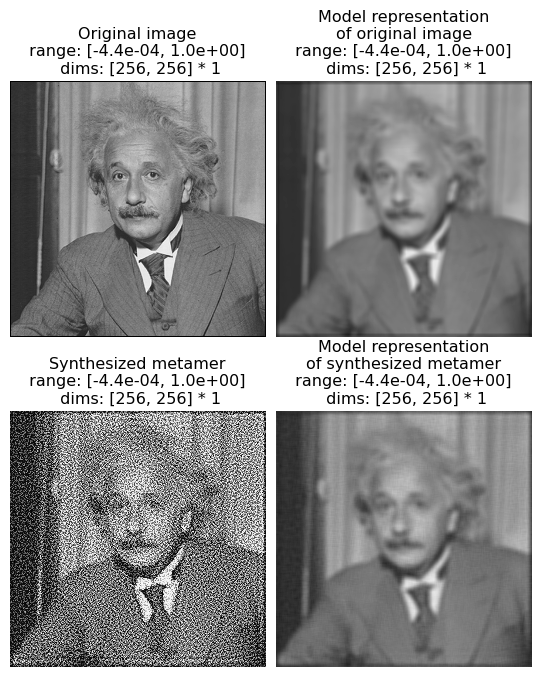 Original image
range: [-4.4e-04, 1.0e+00]
dims: [256, 256] * 1
Model representation
of original image
range: [-4.4e-04, 1.0e+00]
dims: [256, 256] * 1
Synthesized metamer
range: [-4.4e-04, 1.0e+00]
dims: [256, 256] * 1
Model representation
of synthesized metamer
range: [-4.4e-04, 1.0e+00]
dims: [256, 256] * 1